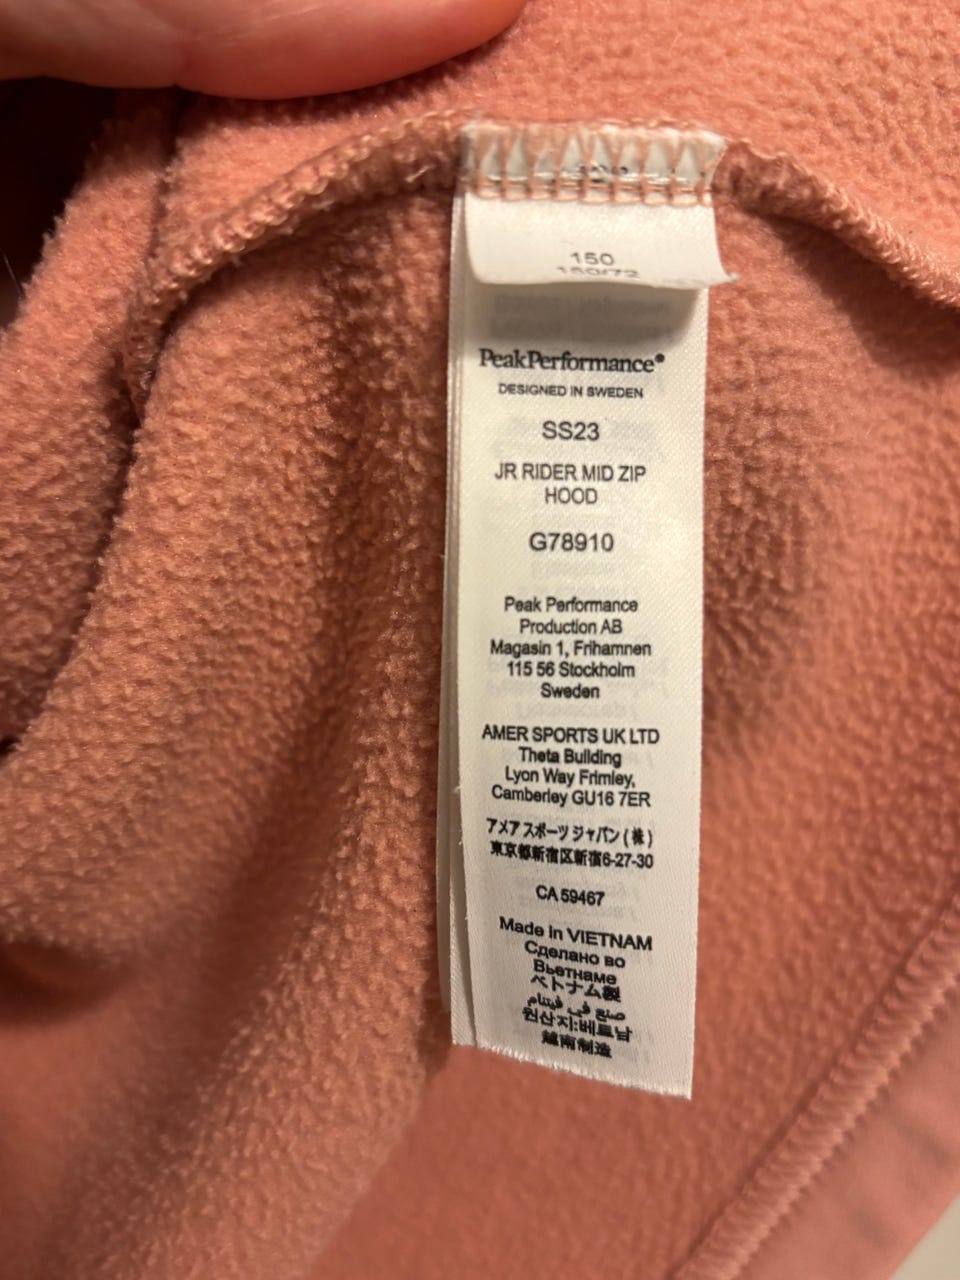 150
160/72
PeakPerformance®
DESIGNED IN SWEDEN
SS23
JR RIDER MID ZIP
HOOD
G78910
Peak Performance
Production AB
Magasin 1, Frihamnen
115 56 Stockholm
Sweden
AMER SPORTS UK LTD
Theta Building
Lyon Way Frimley,
Camberley GU16 7ER
アメア スポーツ ジャパン (株)
東京都新宿区新宿6-27-30
CA 59467
Made in VIETNAM
Сделано во
Вьетнаме
ベトナム製
صنع في فيتنام
원산지:베트남
越南制造